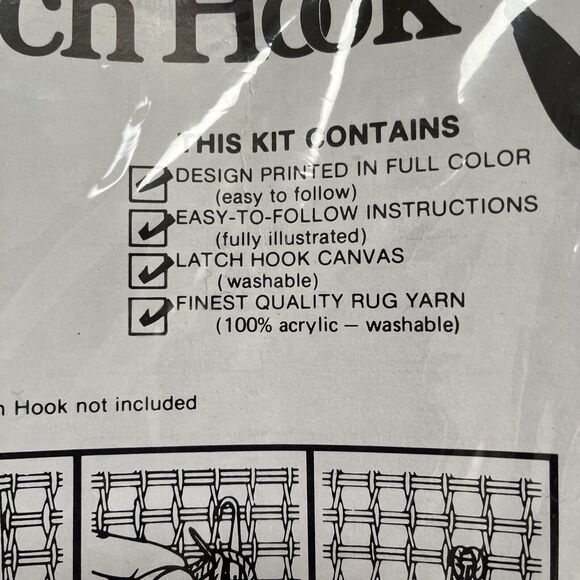 ch Hook
THIS KIT CONTAINS
DESIGN PRINTED IN FULL COLOR
(easy to follow)
EASY-TO-FOLLOW INSTRUCTIONS
(fully illustrated)
LATCH HOOK CANVAS
(washable)
FINEST QUALITY RUG YARN
(100% acrylic — washable)
h Hook not included